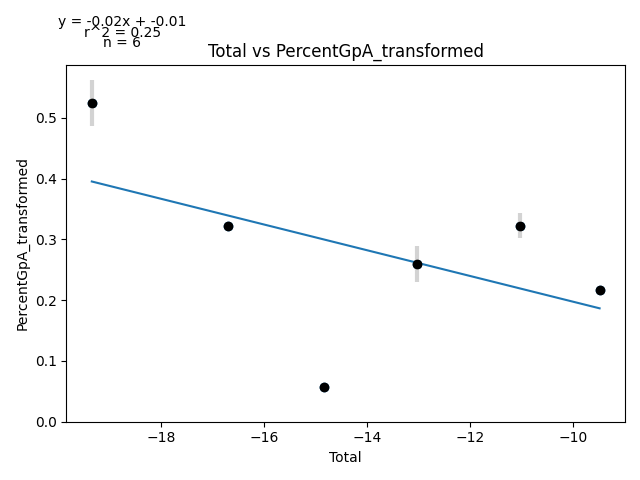 y = -0.02x + -0.01
r^2 = 0.25
n = 6
Total vs PercentGpA_transformed
PercentGpA_transformed
0.5
0.4
0.3
0.2
0.1
0.0
−18 −16 −14 −12 −10
Total